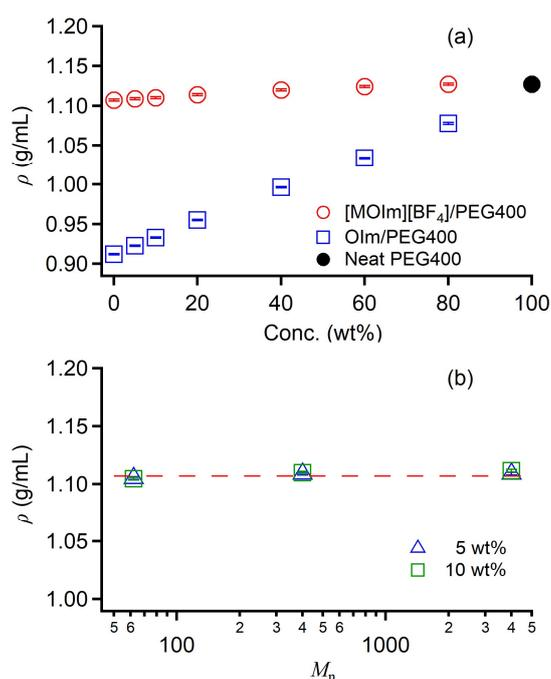 (a)
1.20
1.15
1.10
1.05
1.00
0.95
0.90
ρ (g/mL)
[MOIm][BF4]/PEG400
OIm/PEG400
Neat PEG400
0 20 40 60 80 100
Conc. (wt%)
(b)
1.20
1.15
1.10
1.05
1.00
ρ (g/mL)
5 wt%
10 wt%
5 6 2 3 4 5 6 2 3 4 5
100 1000
Mn